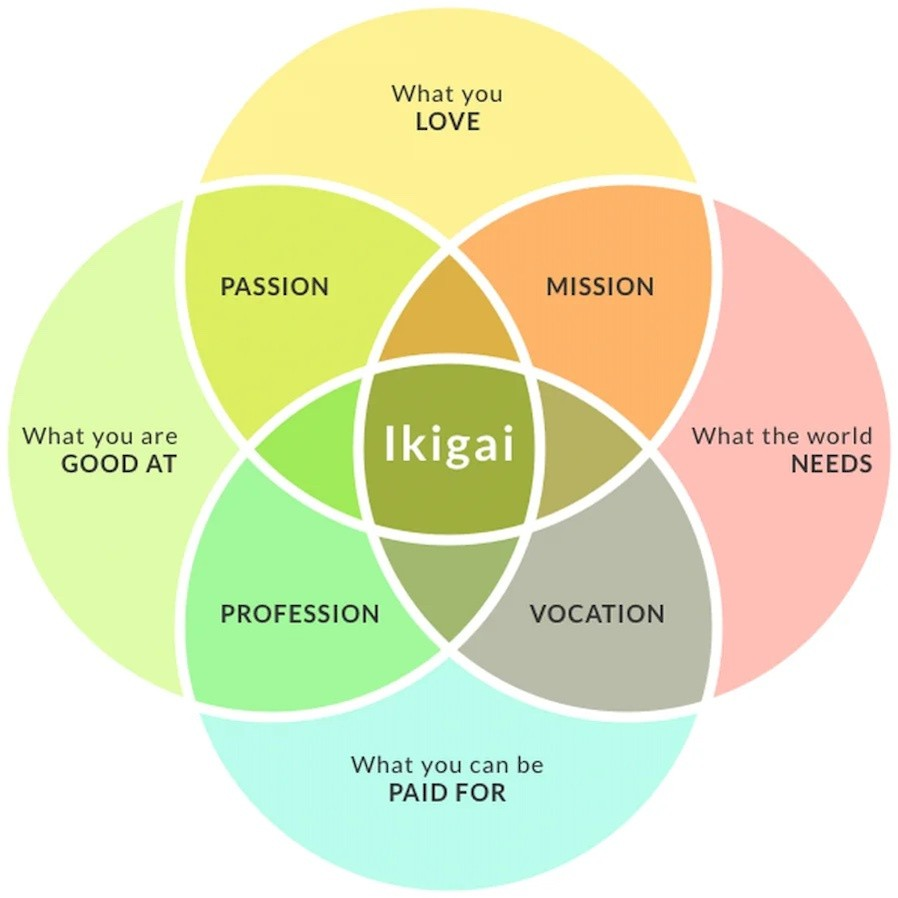 What you
LOVE
PASSION
MISSION
What you are
GOOD AT
Ikigai
What the world
NEEDS
PROFESSION
VOCATION
What you can be
PAID FOR